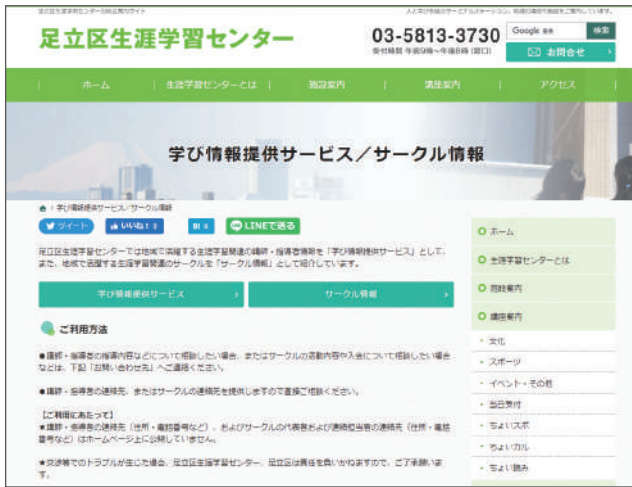 足立区生涯学習センター
03-5813-3730
受付時間 午前9時〜午後8時（窓口）
Google
検索
お問合せ
ホーム
生涯学習センターとは
施設案内
講座案内
アクセス
学び情報提供サービス／サークル情報
学び情報提供サービス／サークル情報
ツイート
いいね！ 0
B! 0
LINEで送る
足立区生涯学習センターでは地域で活躍する生涯学習関連の講師・指導者情報を「学び情報提供サービス」として、
また、地域で活躍する生涯学習関連のサークルを「サークル情報」として紹介しています。
学び情報提供サービス
サークル情報
ご利用方法
●講師・指導者の指導内容などについて相談したい場合、またはサークルの活動内容や入会について相談したい場合
などは、下記「お問い合わせ先」へご連絡ください。
●講師・指導者の連絡先、またはサークルの連絡先を提供しますので直接ご相談ください。
【ご利用にあたって】
★講師・指導者の連絡先（住所・電話番号など）、およびサークルの代表者および連絡担当者の連絡先（住所・電話
番号など）はホームページ上に公開していません。
★交渉等でのトラブルが生じた場合、足立区生涯学習センター、足立区は責任を負いかねますので、ご了承願いま
す。
ホーム
生涯学習センターとは
施設案内
講座案内
文化
スポーツ
イベント・その他
当日受付
ちょいスポ
ちょいカル
ちょい読み